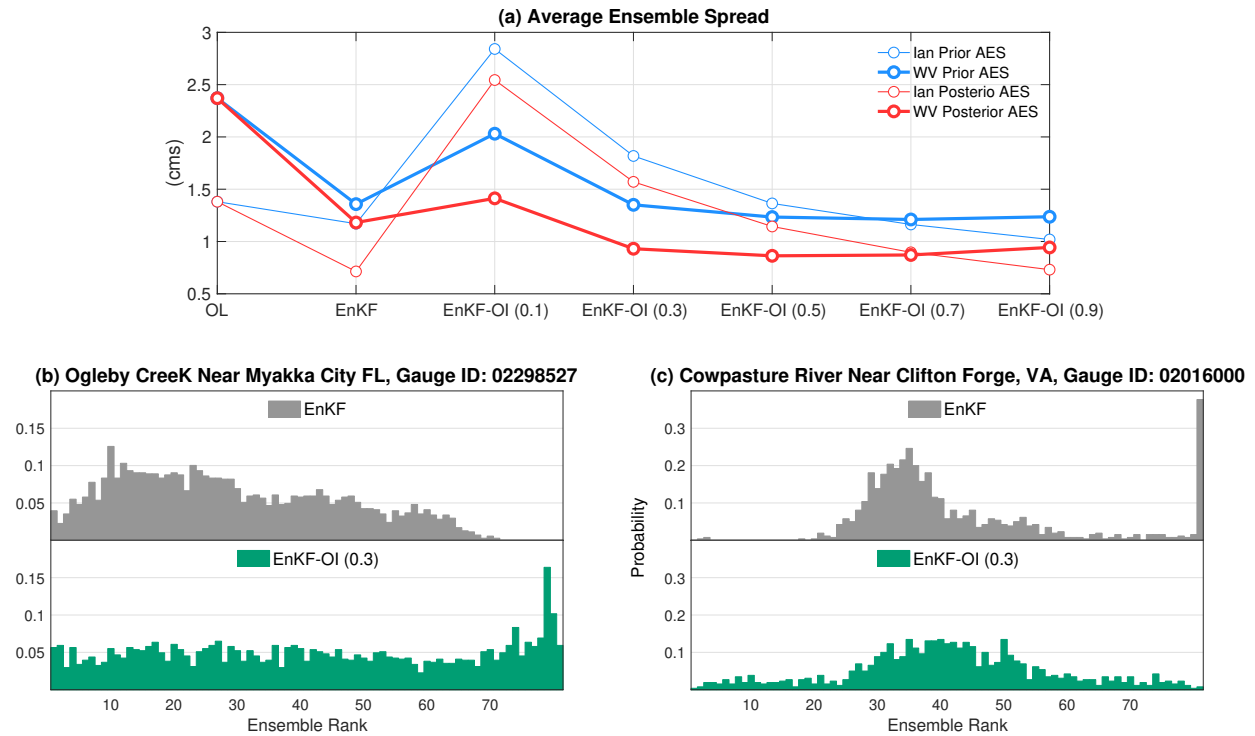 (a) Average Ensemble Spread
3
2.5
2
1.5
1
0.5
(cms)
Ian Prior AES
WV Prior AES
Ian Posterio AES
WV Posterior AES
OL EnKF EnKF-OI (0.1) EnKF-OI (0.3) EnKF-OI (0.5) EnKF-OI (0.7) EnKF-OI (0.9)
(b) Ogleby CreeK Near Myakka City FL, Gauge ID: 02298527
EnKF
0.15
0.1
0.05
EnKF-OI (0.3)
0.15
0.1
0.05
10 20 30 40 50 60 70
Ensemble Rank
(c) Cowpasture River Near Clifton Forge, VA, Gauge ID: 02016000
EnKF
0.3
0.2
0.1
Probability
EnKF-OI (0.3)
0.3
0.2
0.1
10 20 30 40 50 60 70
Ensemble Rank